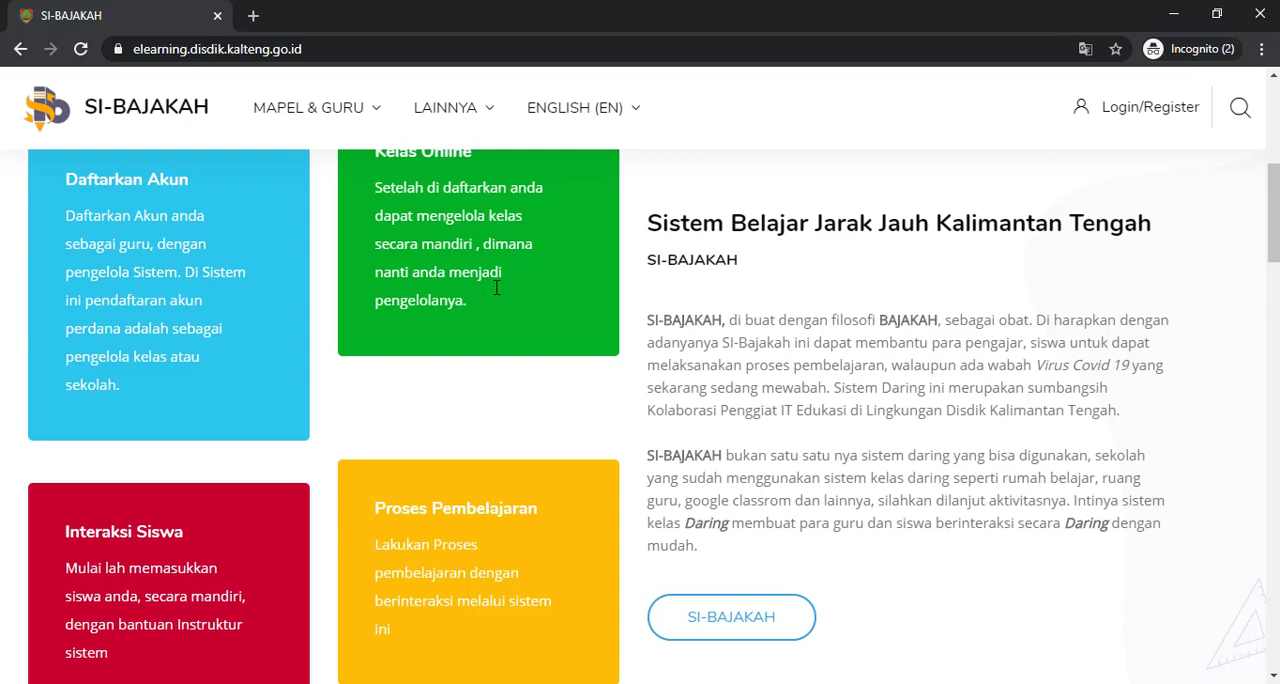 SI-BAJAKAH
elearning.disdik.kalteng.go.id
Incognito (2)
SI-BAJAKAH
MAPEL & GURU
LAINNYA
ENGLISH (EN)
Login/Register
Daftarkan Akun
Daftarkan Akun anda
sebagai guru, dengan
pengelola Sistem. Di Sistem
ini pendaftaran akun
perdana adalah sebagai
pengelola kelas atau
sekolah.
Kelas Online
Setelah di daftarkan anda
dapat mengelola kelas
secara mandiri , dimana
nanti anda menjadi
pengelolanya.
Interaksi Siswa
Mulai lah memasukkan
siswa anda, secara mandiri,
dengan bantuan Instruktur
sistem
Proses Pembelajaran
Lakukan Proses
pembelajaran dengan
berinteraksi melalui sistem
ini
Sistem Belajar Jarak Jauh Kalimantan Tengah
SI-BAJAKAH
SI-BAJAKAH, di buat dengan filosofi BAJAKAH, sebagai obat. Di harapkan dengan
adanyanya SI-Bajakah ini dapat membantu para pengajar, siswa untuk dapat
melaksanakan proses pembelajaran, walaupun ada wabah Virus Covid 19 yang
sekarang sedang mewabah. Sistem Daring ini merupakan sumbangsih
Kolaborasi Penggiat IT Edukasi di Lingkungan Disdik Kalimantan Tengah.
SI-BAJAKAH bukan satu satu nya sistem daring yang bisa digunakan, sekolah
yang sudah menggunakan sistem kelas daring seperti rumah belajar, ruang
guru, google classrom dan lainnya, silahkan dilanjut aktivitasnya. Intinya sistem
kelas Daring membuat para guru dan siswa berinteraksi secara Daring dengan
mudah.
SI-BAJAKAH